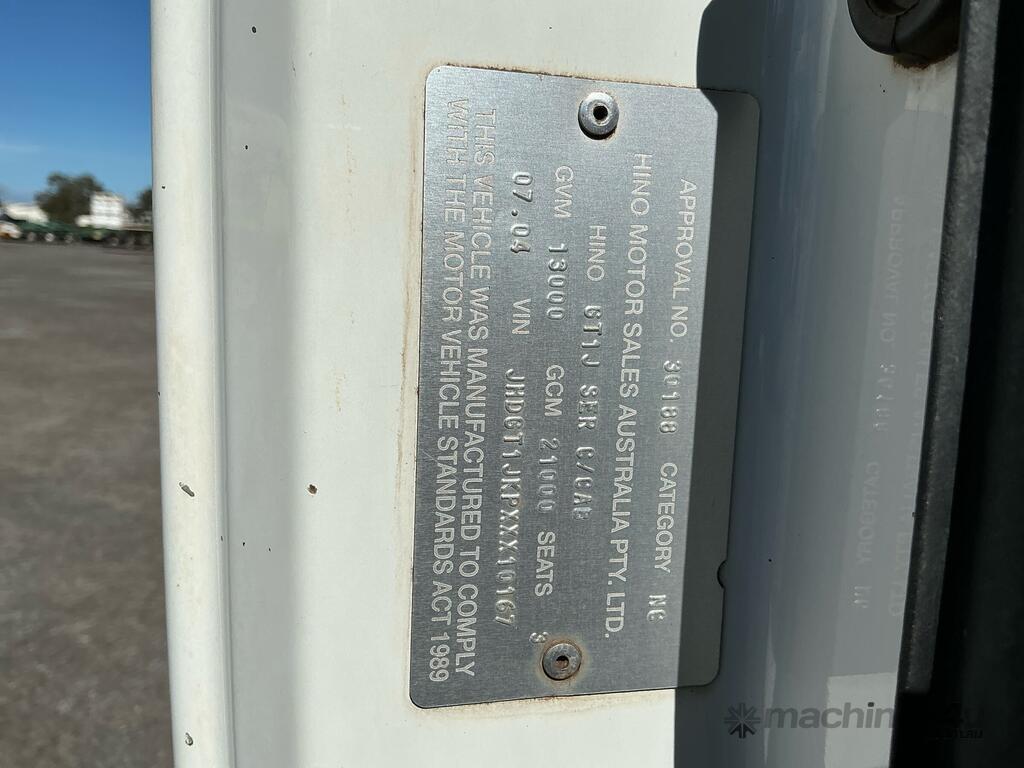 APPROVAL NO. 30188 CATEGORY NC
HINO MOTOR SALES AUSTRALIA PTY. LTD.
HINO GT1J SER C/CAB
GVM 13000 GCM 21000 SEATS 3
07.04 VIN JHDGT1JKPXXX10167
THIS VEHICLE WAS MANUFACTURED TO COMPLY
WITH THE MOTOR VEHICLE STANDARDS ACT 1989